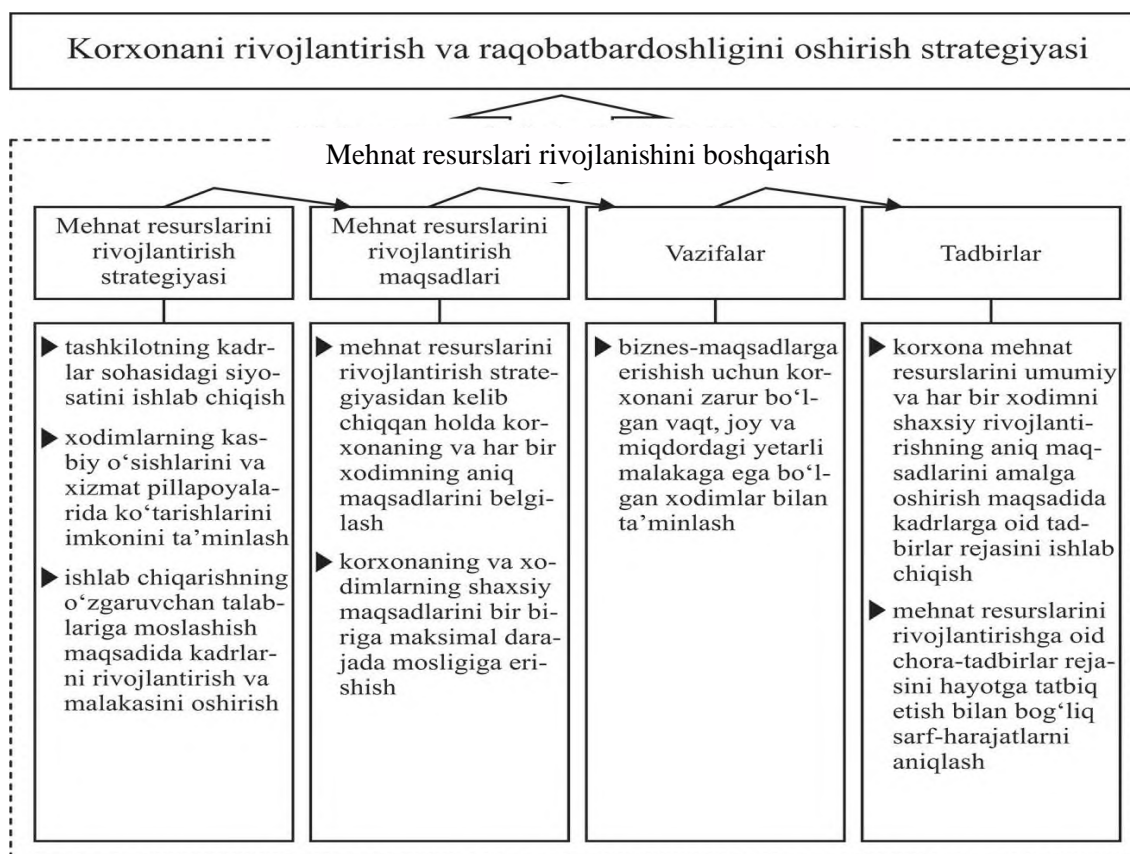 Korxonani rivojlantirish va raqobatbardoshligini oshirish strategiyasi
Mehnat resurslari rivojlanishini boshqarish
Mehnat resurslarini
rivojlantirish
strategiyasi
tashkilotning kadr-
lar sohasidagi siyo-
satini ishlab chiqish
xodimlarning kas-
biy o‘sishlarini va
xizmat pillapoyala-
rida ko‘tarishlarini
imkonini ta’minlash
ishlab chiqarishning
o‘zgaruvchan talab-
lariga moslashish
maqsadida kadrlar-
ni rivojlantirish va
malakasini oshirish
Mehnat resurslarini
rivojlantirish
maqsadlari
mehnat resurslarini
rivojlantirish strate-
giyasidan kelib
chiqqan holda kor-
xonaning va har bir
xodimning aniq
maqsadlarini belgi-
lash
korxonaning va xo-
dimlarning shaxsiy
maqsadlarini bir bi-
riga maksimal dara-
jada mosligiga eri-
shish
Vazifalar
biznes-maqsadlarga
erishish uchun kor-
xonani zarur bo‘l-
gan vaqt, joy va
miqdordagi yetarli
malakaga ega bo‘l-
gan xodimlar bilan
ta’minlash
Tadbirlar
korxona mehnat
resurslarini umumiy
va har bir xodimni
shaxsiy rivojlanti-
rishning aniq maq-
sadlarini amalga
oshirish maqsadida
kadrlarga oid tad-
birlar rejasini ishlab
chiqish
mehnat resurslarini
rivojlantirishga oid
chora-tadbirlar reja-
sini hayotga tatbiq
etish bilan bog‘liq
sarf-harajatlarni
aniqlash